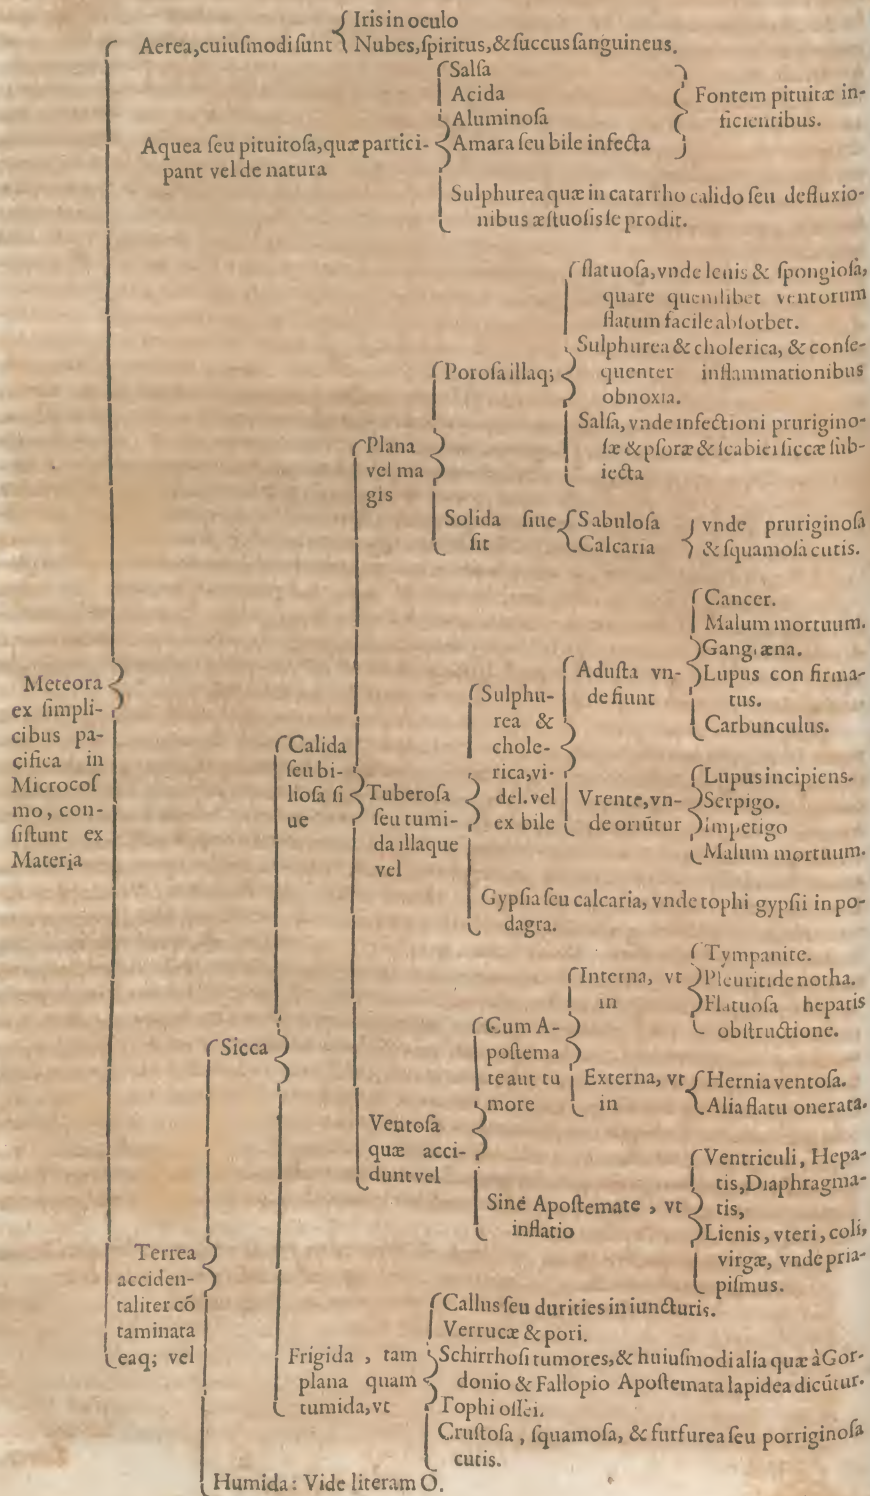 Iris in oculo
Aerea, cuiuſmodi ſunt
Nubes, ſpiritus, & ſuccus ſanguineus.
Aquea ſeu pituitoſa, quæ partici-
pant vel de natura
Salſa
Acida
Aluminoſa
Amara ſeu bile infecta
Fontem pituitæ in-
ficientibus.
Sulphurea quæ in catarrho calido ſeu defluxio-
nibus æſtuoſis ſe prodit.
Meteora
ex ſimpli-
cibus pa-
cifica in
Microcoſ
mo, con-
ſiſtunt ex
Materia
Terrea
acciden-
taliter cō
taminata
eaq; vel
Sicca
Calida
ſeu bi-
lioſa ſi
ue
Plana
vel ma
gis
Poroſa illaq;
flatuoſa, vnde leuis & ſpongioſa,
quare quemlibet ventorum
flatum facile abſorbet.
Sulphurea & cholerica, & conſe-
quenter inflammationibus
obnoxia.
Salſa, vnde infectioni prurigino-
ſæ & pſoræ & ſcabiei ſiccæ ſub-
iecta
Solida ſiue
ſit
Sabuloſa
Calcaria
vnde pruriginoſa
& ſquamoſa cutis.
Tuberoſa
ſeu tumi-
da illaque
vel
Sulphu-
rea &
chole-
rica, vi-
del. vel
ex bile
Aduſta vn-
de fiunt
Cancer.
Malum mortuum.
Gangræna.
Lupus con firma-
tus.
Carbunculus.
Vrente, vn-
de oriūtur
Lupus incipiens.
Serpigo.
Impetigo
Malum mortuum.
Gypſia ſeu calcaria, vnde tophi gypſii in po-
dagra.
Ventoſa
quæ acci-
dunt vel
Cum A-
poſtema
te aut tu
more
Interna, vt
in
Tympanite.
Pleuritide notha.
Flatuoſa hepatis
obſtructione.
Externa, vt
in
Hernia ventoſa.
Alia flatu onerata.
Siné Apoſtemate, vt
inflatio
Ventriculi, Hepa-
tis, Diaphragma-
tis,
Lienis, vteri, coli,
virgæ, vnde pria-
piſmus.
Frigida, tam
plana quam
tumida, vt
Callus ſeu durities in iuncturis.
Verrucæ & pori.
Schirrhoſi tumores, & huiuſmodi alia quæ à Gor-
donio & Fallopio Apoſtemata lapidea dicūtur.
Tophi oſſei.
Cruſtoſa, ſquamoſa, & furfurea ſeu porriginoſa
cutis.
Humida: Vide literam O.